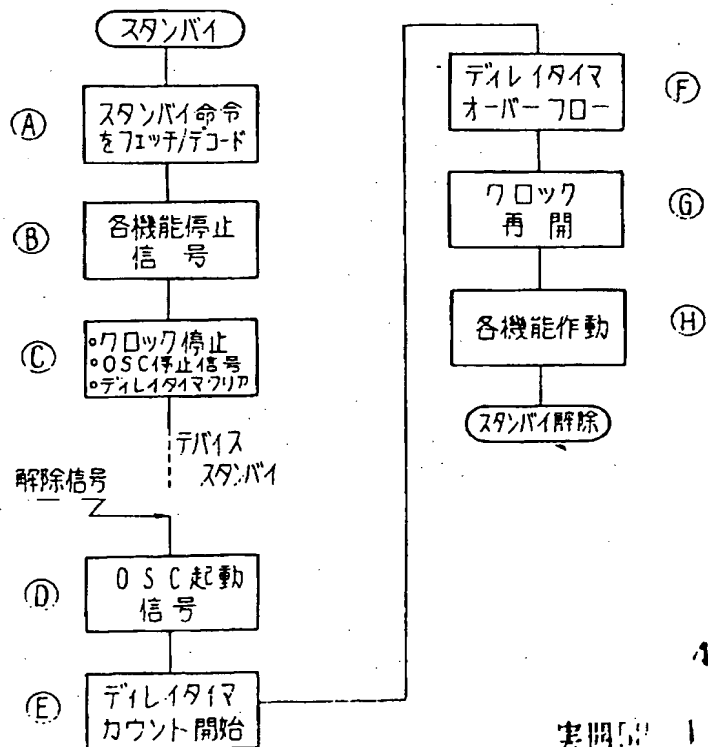 スタンバイ
Ⓐ
スタンバイ命令
をフェッチ/デコード
Ⓑ
各機能停止
信号
Ⓒ
∘クロック停止
∘OSC停止信号
∘ディレイタイマクリア
デバイス
スタンバイ
解除信号
Ⓓ
OSC起動
信号
Ⓔ
ディレイタイマ
カウント開始
ディレイタイマ
オーバーフロー
Ⓕ
クロック
再開
Ⓖ
各機能作動
Ⓗ
スタンバイ解除
実開